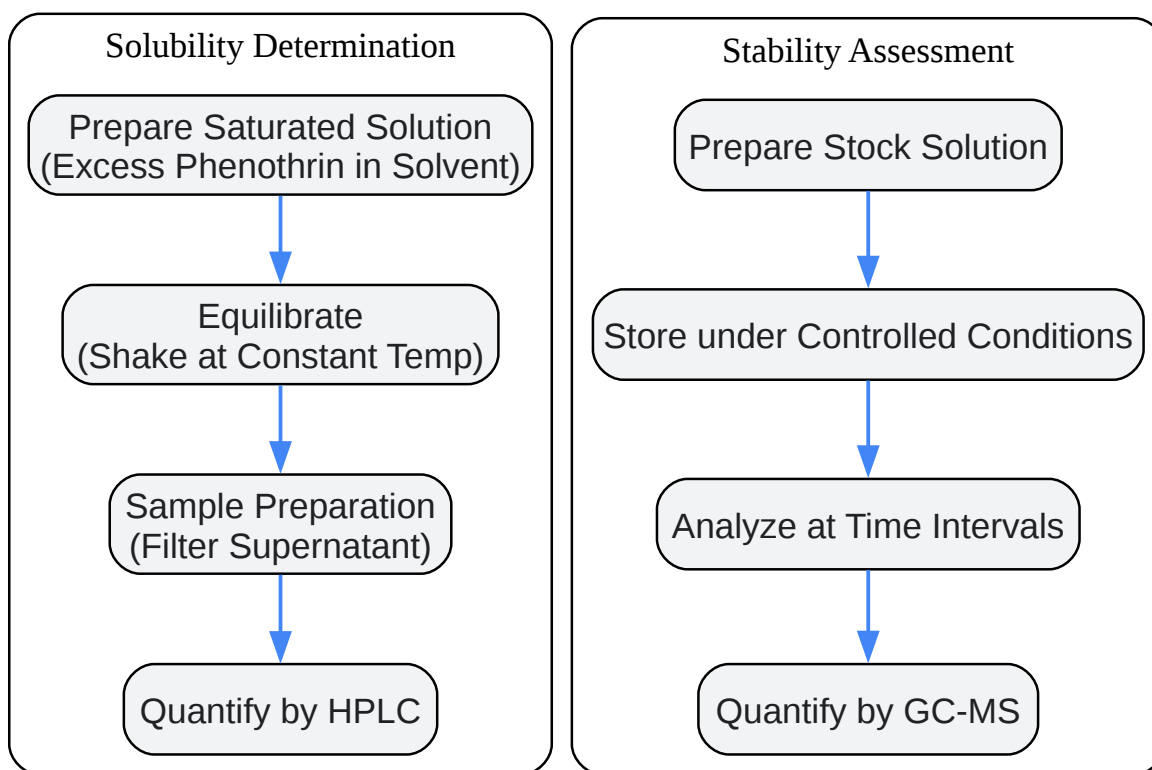 Solubility Determination
Prepare Saturated Solution
(Excess Phenothrin in Solvent)
Equilibrate
(Shake at Constant Temp)
Sample Preparation
(Filter Supernatant)
Quantify by HPLC
Stability Assessment
Prepare Stock Solution
Store under Controlled Conditions
Analyze at Time Intervals
Quantify by GC-MS